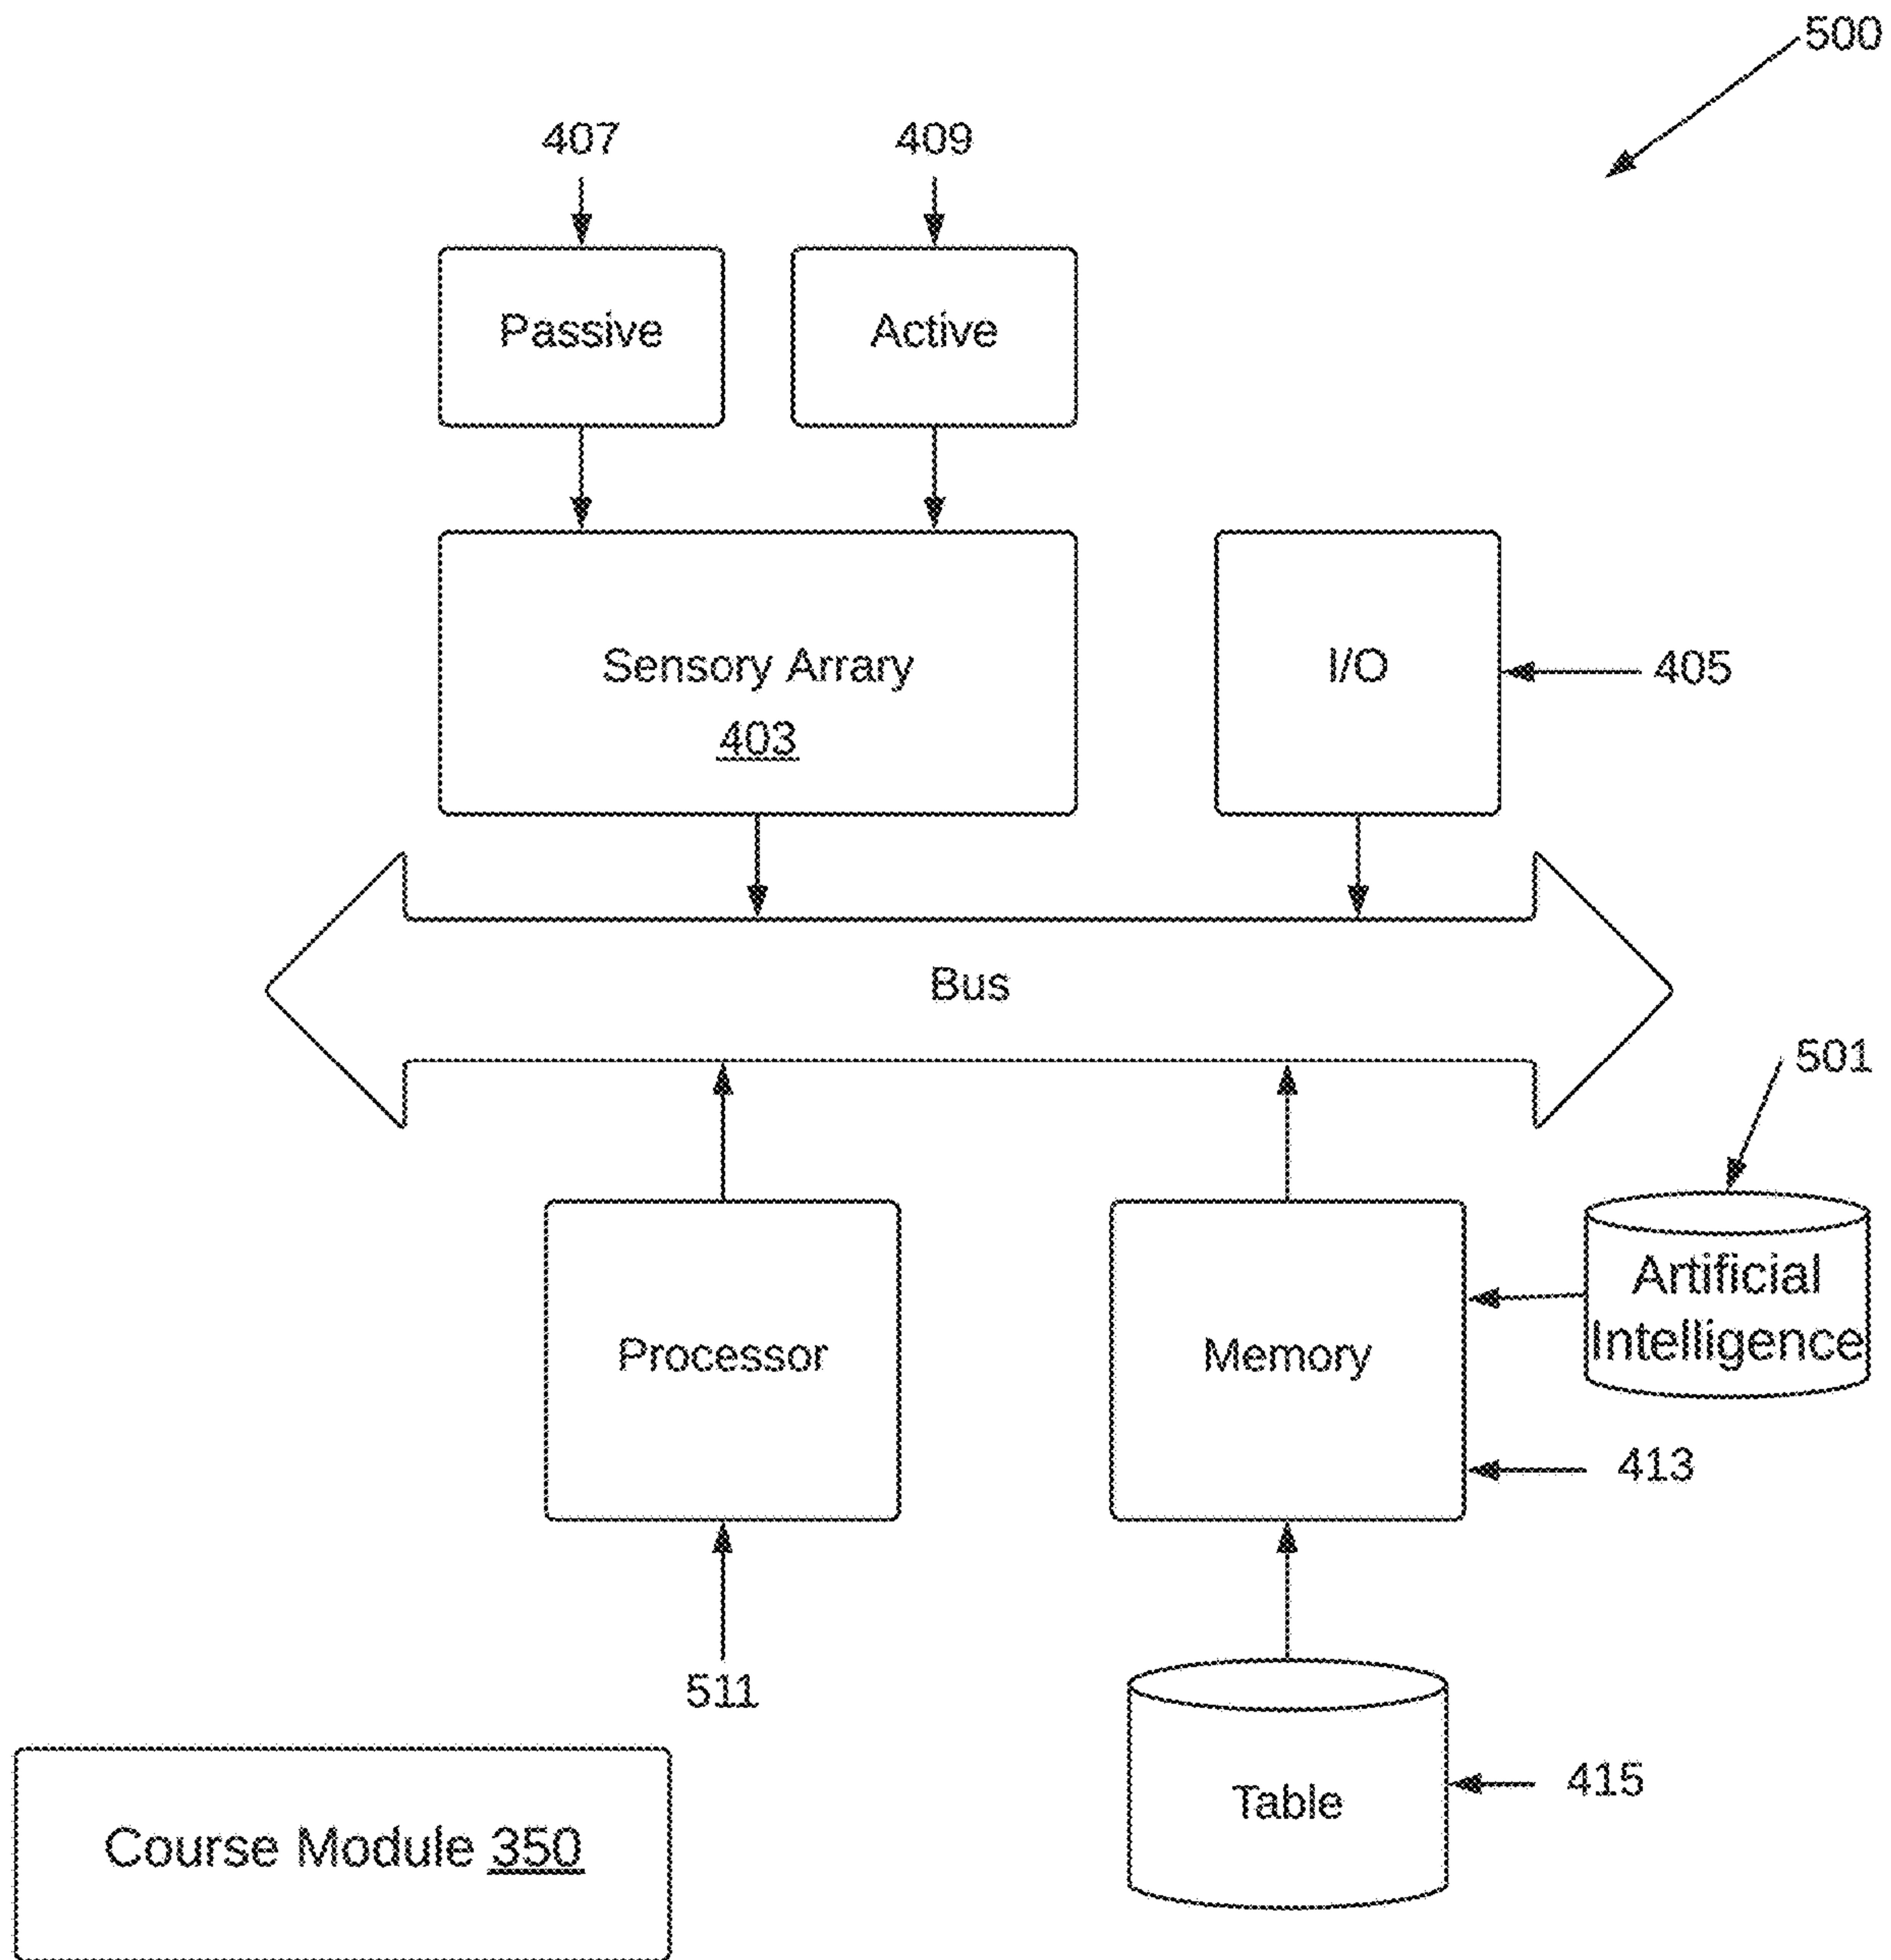 500
407
409
Passive
Active
Sensory Arrary
403
I/O
405
Bus
501
Artificial
Intelligence
Processor
Memory
413
511
Table
415
Course Module 350